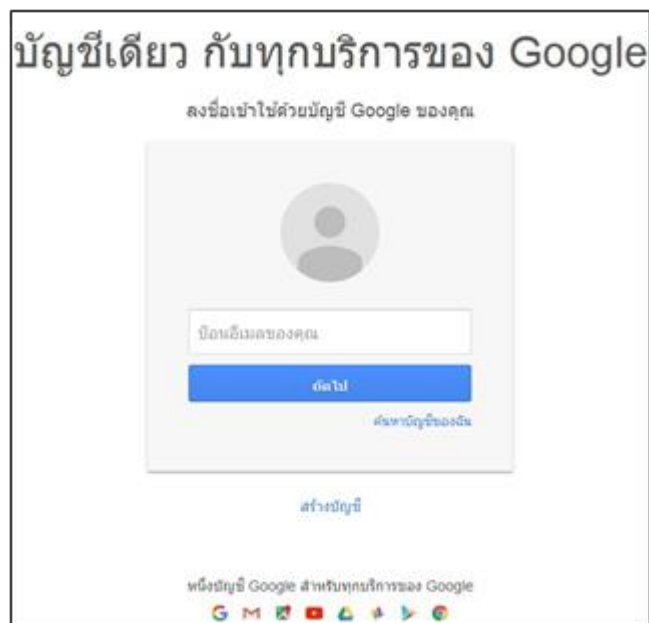 บัญชีเดียว กับทุกบริการของ Google
ลงชื่อเข้าใช้ด้วยบัญชี Google ของคุณ
ป้อนอีเมลของคุณ
ถัดไป
ค้นหาบัญชีของฉัน
สร้างบัญชี
หนึ่งบัญชี Google สำหรับทุกบริการของ Google